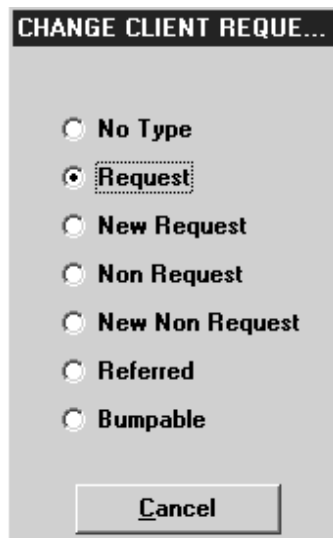 CHANGE CLIENT REQUE...
No Type
Request
New Request
Non Request
New Non Request
Referred
Bumpable
Cancel